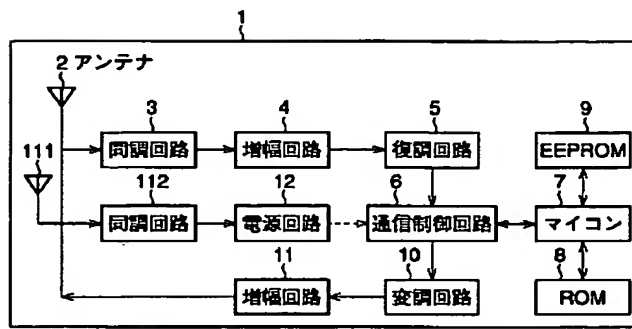 1
2 アンテナ
3
4
5
9
111
同調回路
増幅回路
復調回路
EEPROM
112
12
6
7
同調回路
電源回路
通信制御回路
マイコン
11
10
8
増幅回路
変調回路
ROM